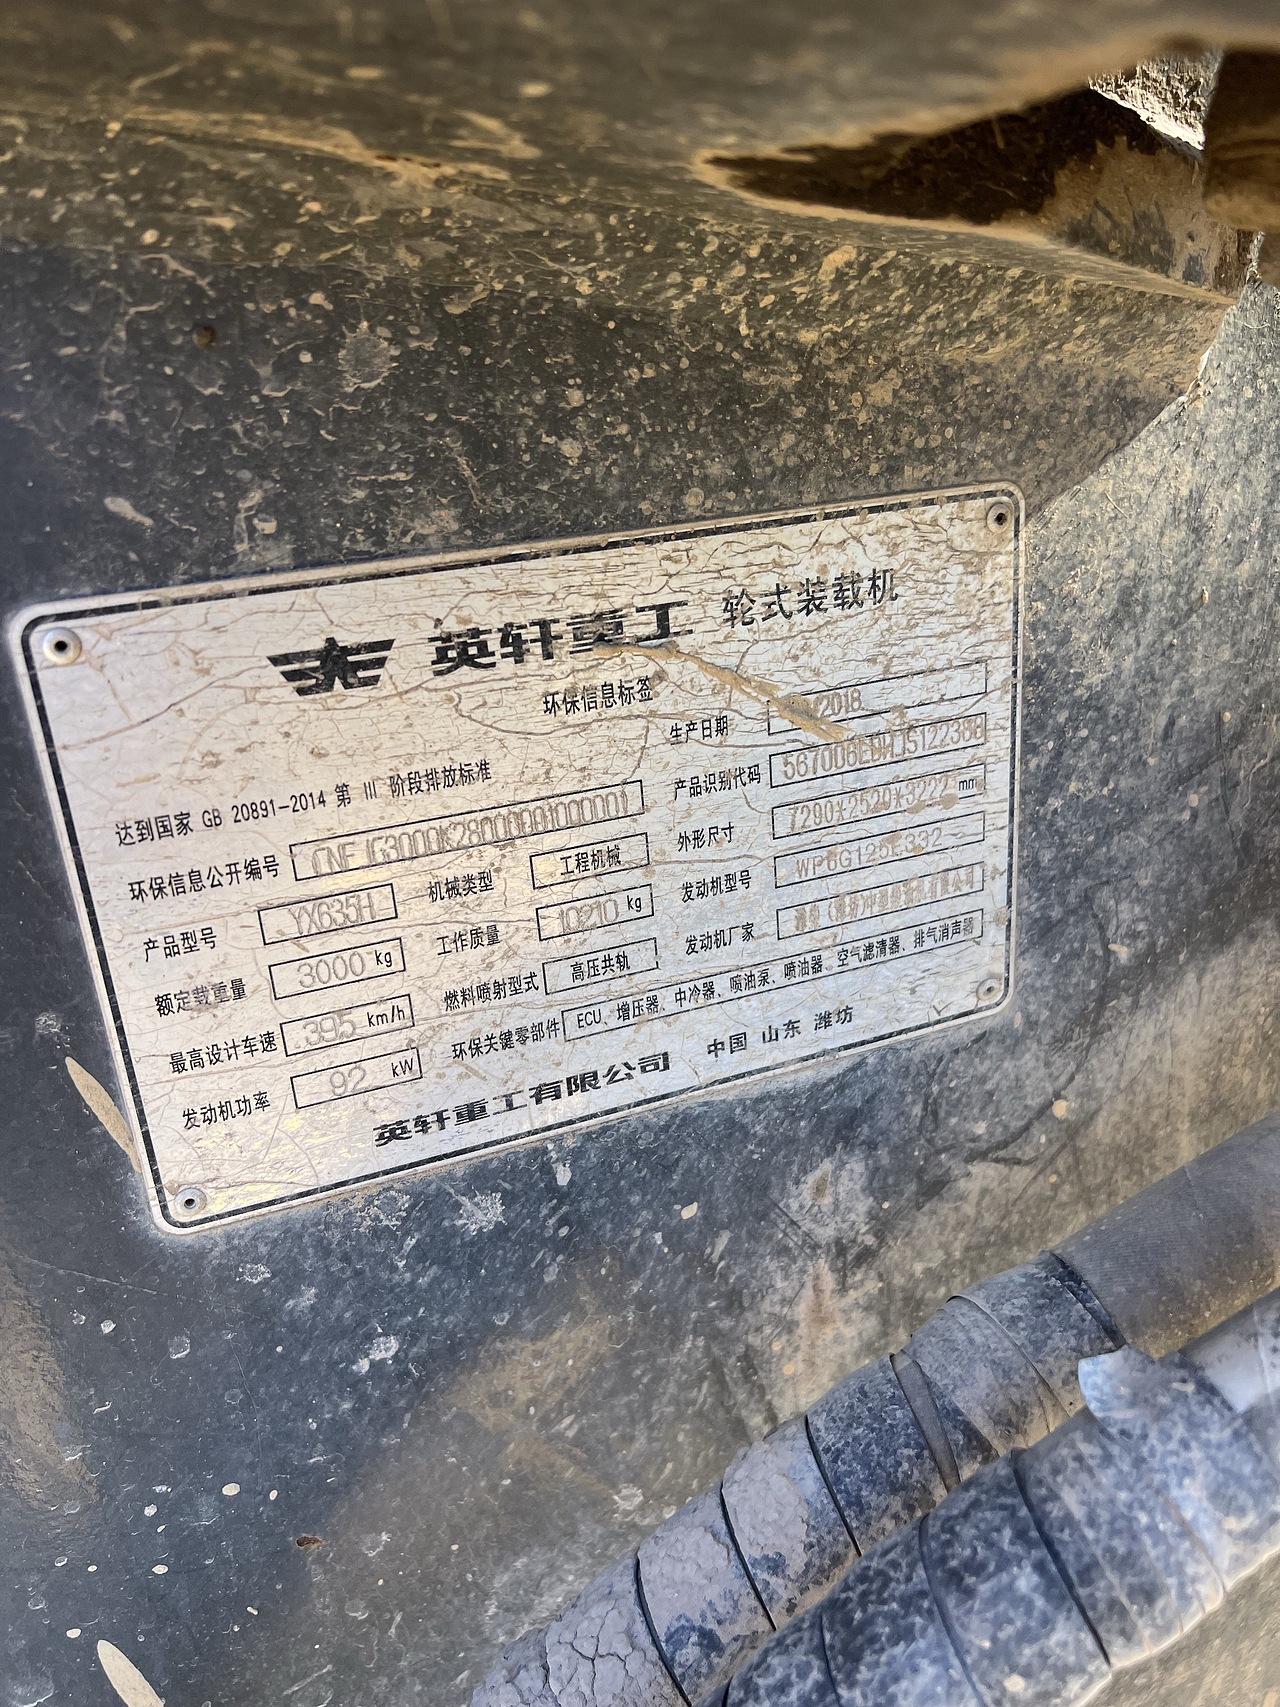 英轩重工 轮式装载机
环保信息标签
达到国家 GB 20891-2014 第 III 阶段排放标准
生产日期 2018
环保信息公开编号
产品识别代码
产品型号 YX635H 机械类型 工程机械 外形尺寸 7290*2520*3222 mm
额定载重量 3000 kg 工作质量 10210 kg 发动机型号 WP6G125E332
最高设计车速 39.5 km/h 燃料喷射型式 高压共轨 发动机厂家
发动机功率 92 kW 环保关键零部件 ECU、增压器、中冷器、喷油泵、喷油器、空气滤清器、排气消声器
英轩重工有限公司 中国 山东 潍坊